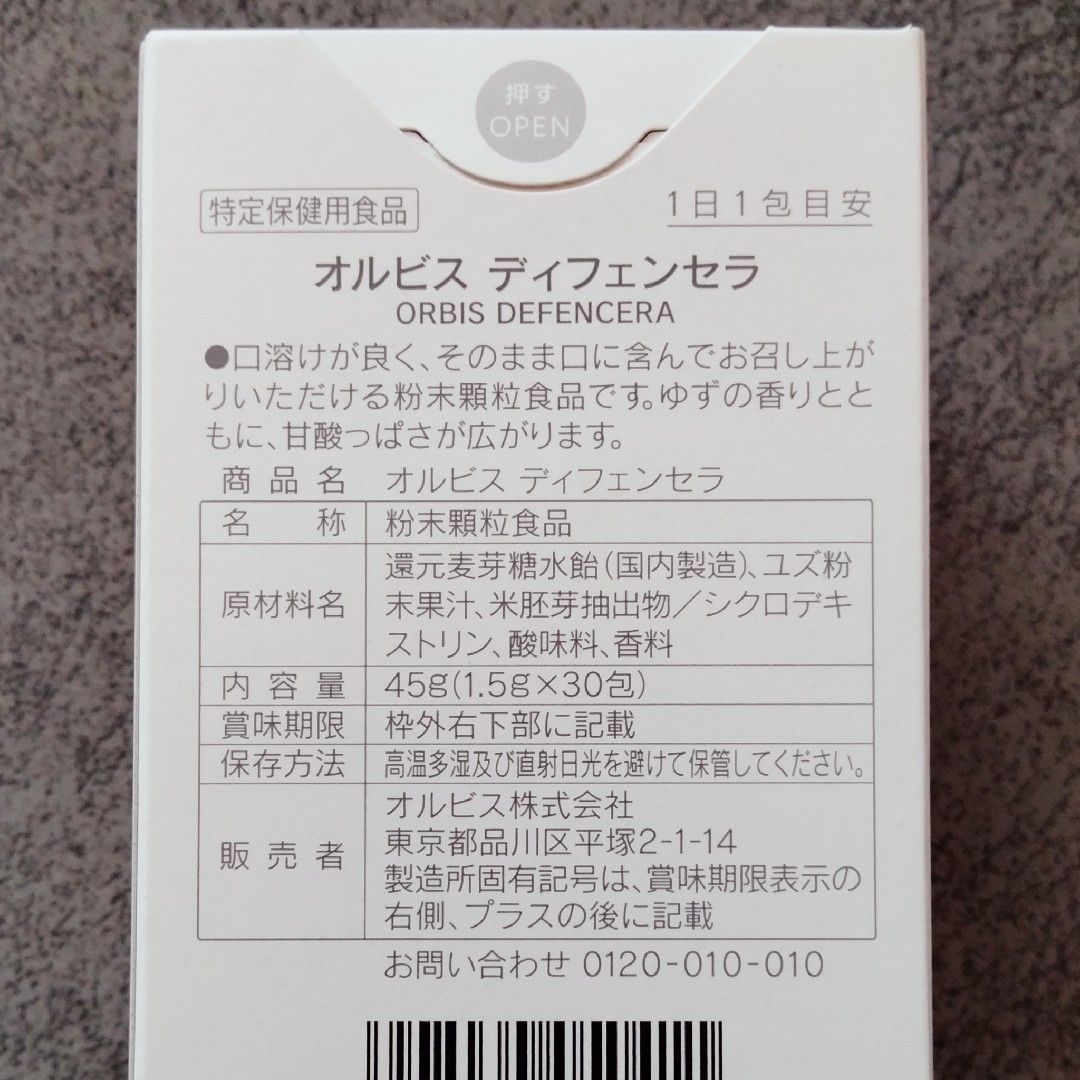 押す
OPEN
特定保健用食品
1日1包目安
オルビス ディフェンセラ
ORBIS DEFENCERA
●口溶けが良く、そのまま口に含んでお召し上が
りいただける粉末顆粒食品です。ゆずの香りとと
もに、甘酸っぱさが広がります。
商品名 オルビス ディフェンセラ
名称 粉末顆粒食品
原材料名 還元麦芽糖水飴(国内製造)、ユズ粉
末果汁、米胚芽抽出物/シクロデキ
ストリン、酸味料、香料
内容量 45g(1.5g×30包)
賞味期限 枠外右下部に記載
保存方法 高温多湿及び直射日光を避けて保管してください。
販売者 オルビス株式会社
東京都品川区平塚2-1-14
製造所固有記号は、賞味期限表示の
右側、プラスの後に記載
お問い合わせ 0120-010-010